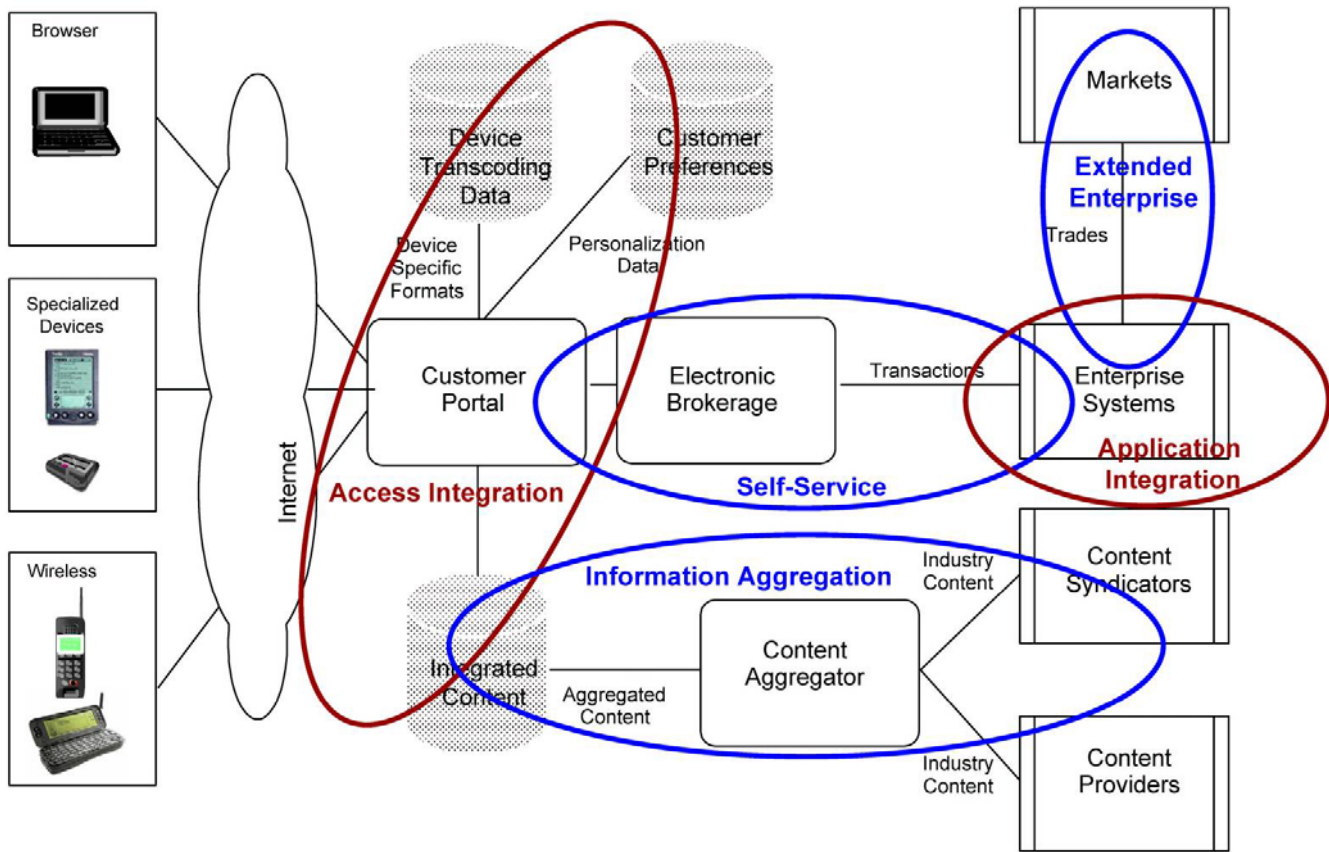 Browser
Specialized
Devices
Wireless
Internet
Device
Transcoding
Data
Customer
Preferences
Device
Specific
Formats
Personalization
Data
Customer
Portal
Access Integration
Electronic
Brokerage
Self-Service
Transactions
Markets
Extended
Enterprise
Trades
Enterprise
Systems
Application
Integration
Information Aggregation
Integrated
Content
Aggregated
Content
Content
Aggregator
Industry
Content
Content
Syndicators
Industry
Content
Content
Providers